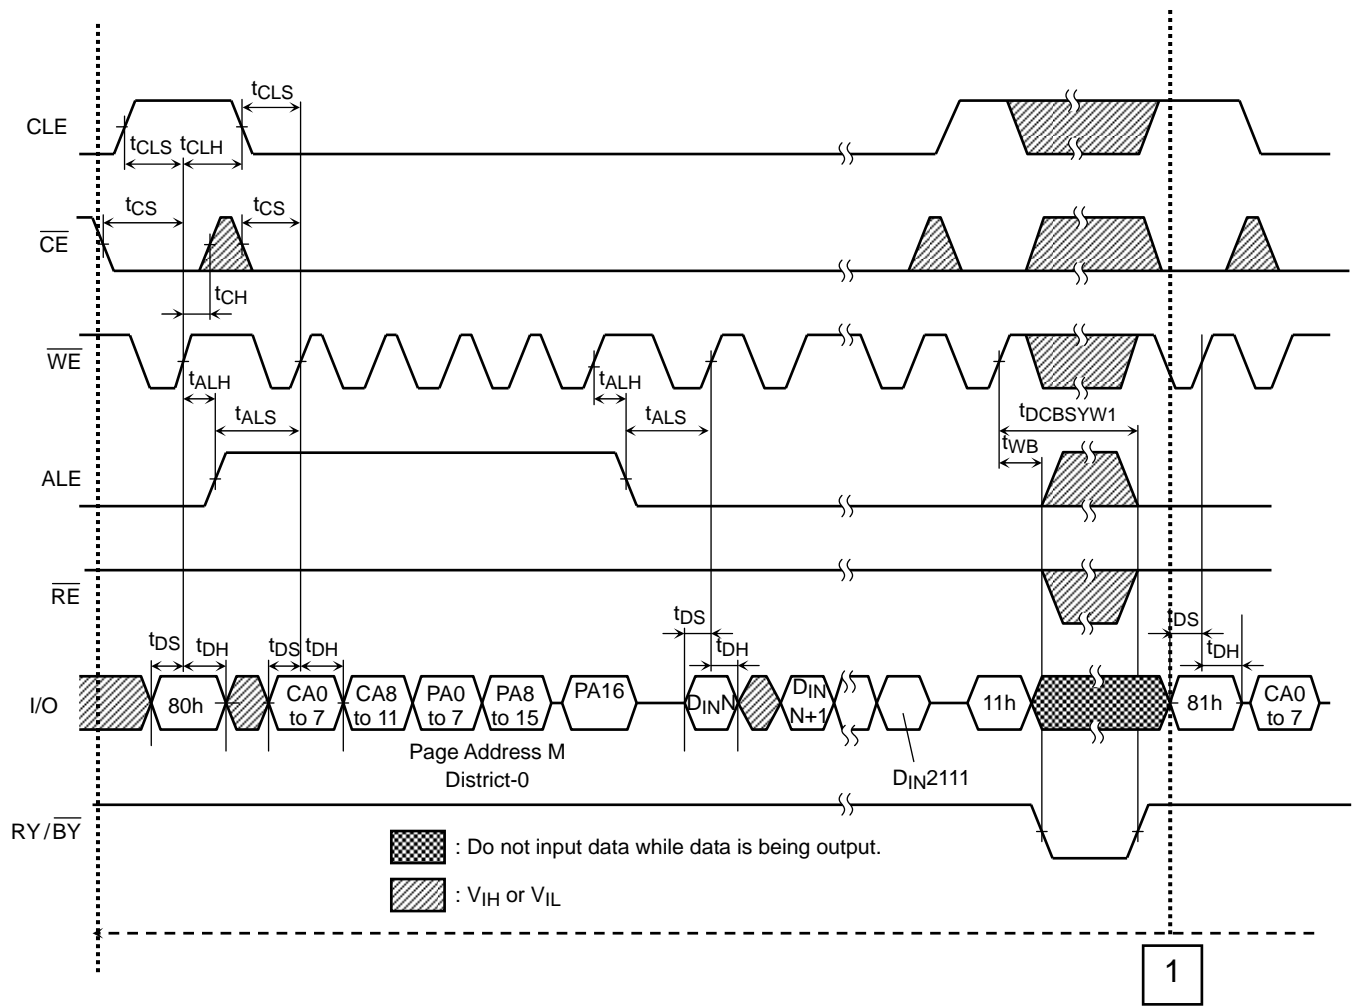 tCLS
CLE
tCLS tCLH
tCS tCS
CE
tCH
WE
tALH tALH
tALS tALS tDCBSYW1
tWB
ALE
RE
tDS tDS
tDS tDH tDS tDH tDH tDH
I/O 80h CA0 to 7 CA8 to 11 PA0 to 7 PA8 to 15 PA16 DINN DIN N+1 11h 81h CA0 to 7
Page Address M
District-0 DIN2111
RY/BY
: Do not input data while data is being output.
: VIH or VIL
1